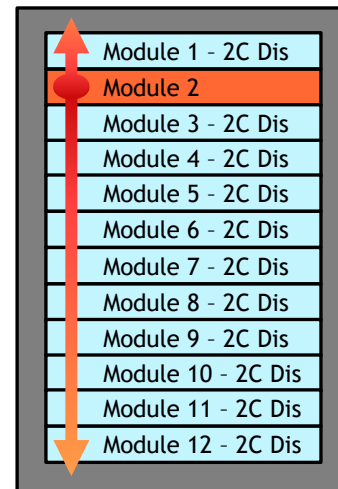 Module 1 – 2C Dis
Module 2
Module 3 – 2C Dis
Module 4 – 2C Dis
Module 5 – 2C Dis
Module 6 – 2C Dis
Module 7 – 2C Dis
Module 8 – 2C Dis
Module 9 – 2C Dis
Module 10 – 2C Dis
Module 11 – 2C Dis
Module 12 – 2C Dis